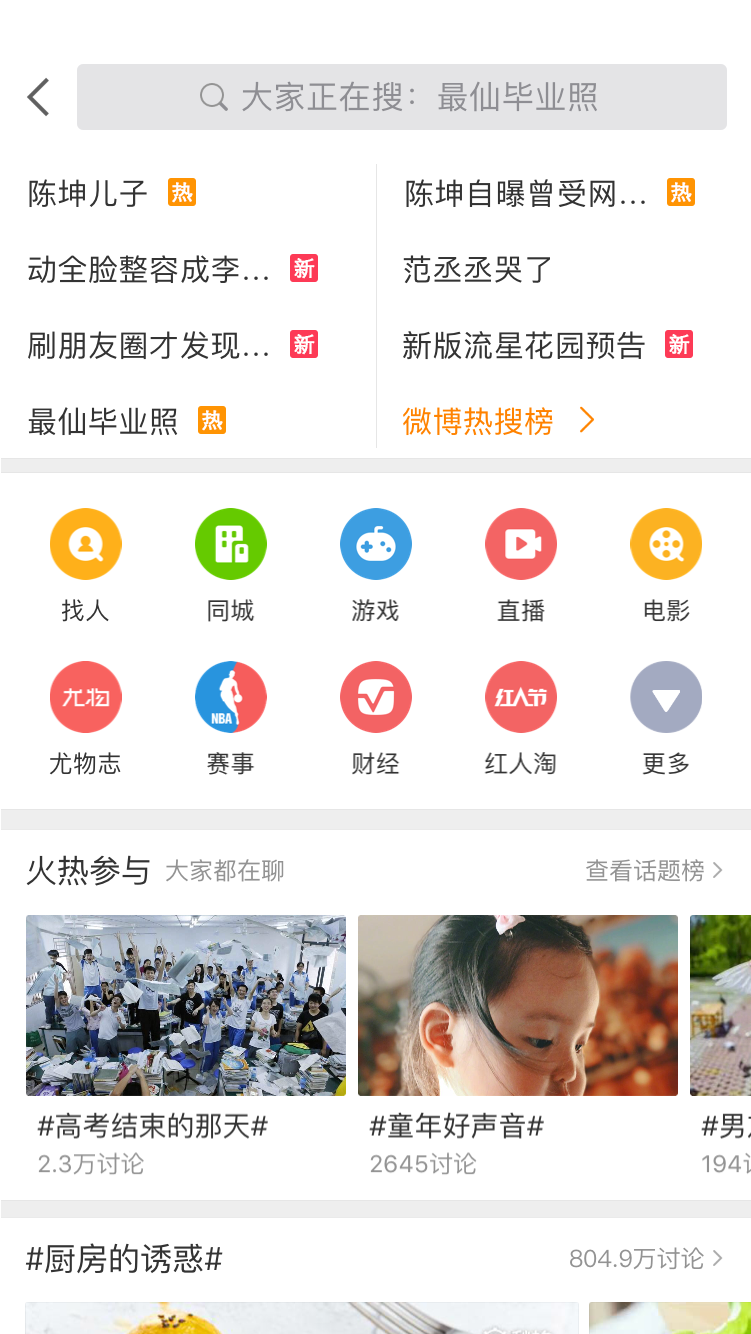 大家正在搜：最仙毕业照
陈坤儿子 热
陈坤自曝曾受网... 热
动全脸整容成李... 新
范丞丞哭了
刷朋友圈才发现... 新
新版流星花园预告 新
最仙毕业照 热
微博热搜榜
找人 同城 游戏 直播 电影
尤物 NBA 红人节
尤物志 赛事 财经 红人淘 更多
火热参与 大家都在聊 查看话题榜
#高考结束的那天# #童年好声音# #男
2.3万讨论 2645讨论 194
#厨房的诱惑# 804.9万讨论